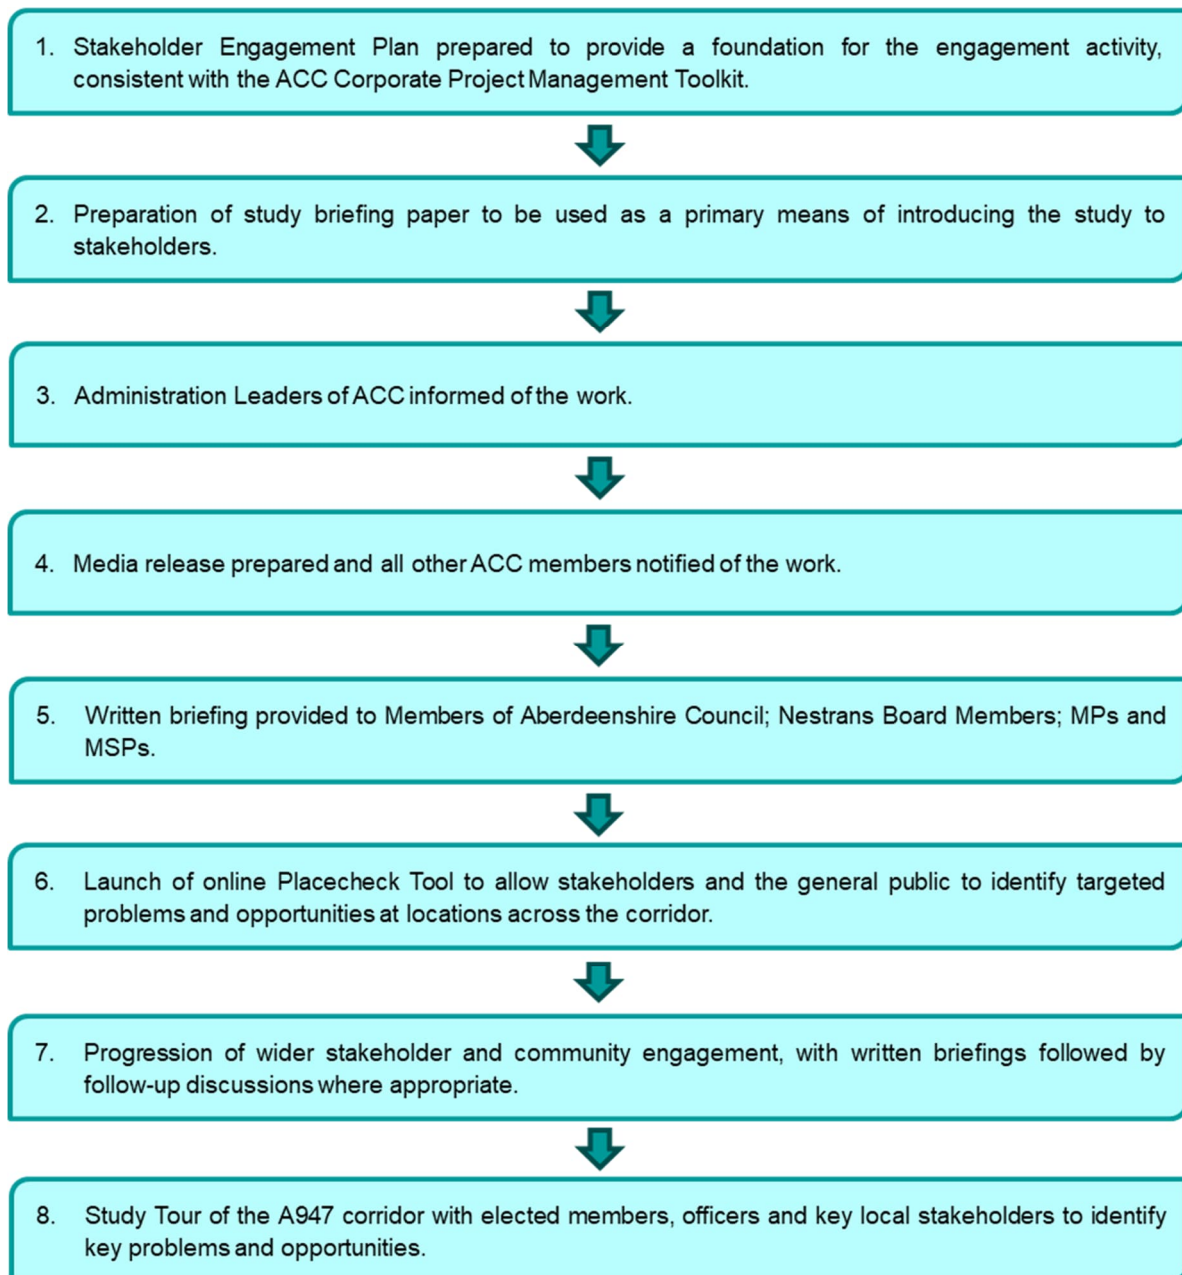 1. Stakeholder Engagement Plan prepared to provide a foundation for the engagement activity,
consistent with the ACC Corporate Project Management Toolkit.
2. Preparation of study briefing paper to be used as a primary means of introducing the study to
stakeholders.
3. Administration Leaders of ACC informed of the work.
4. Media release prepared and all other ACC members notified of the work.
5. Written briefing provided to Members of Aberdeenshire Council; Nestrans Board Members; MPs and
MSPs.
6. Launch of online Placecheck Tool to allow stakeholders and the general public to identify targeted
problems and opportunities at locations across the corridor.
7. Progression of wider stakeholder and community engagement, with written briefings followed by
follow-up discussions where appropriate.
8. Study Tour of the A947 corridor with elected members, officers and key local stakeholders to identify
key problems and opportunities.